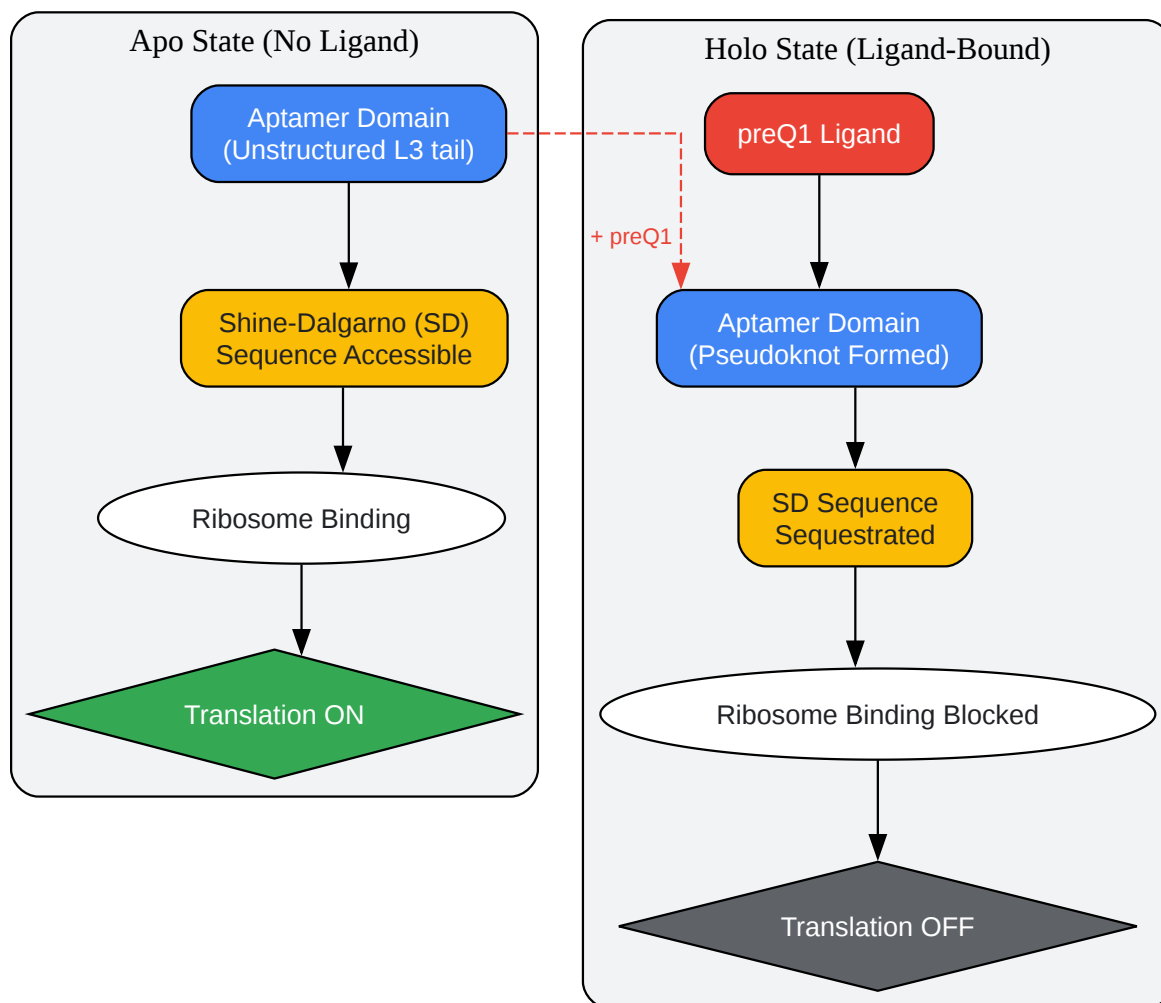 Apo State (No Ligand)
Aptamer Domain
(Unstructured L3 tail)
Shine-Dalgarno (SD)
Sequence Accessible
Ribosome Binding
Translation ON
+ preQ1
Holo State (Ligand-Bound)
preQ1 Ligand
Aptamer Domain
(Pseudoknot Formed)
SD Sequence
Sequestrated
Ribosome Binding Blocked
Translation OFF